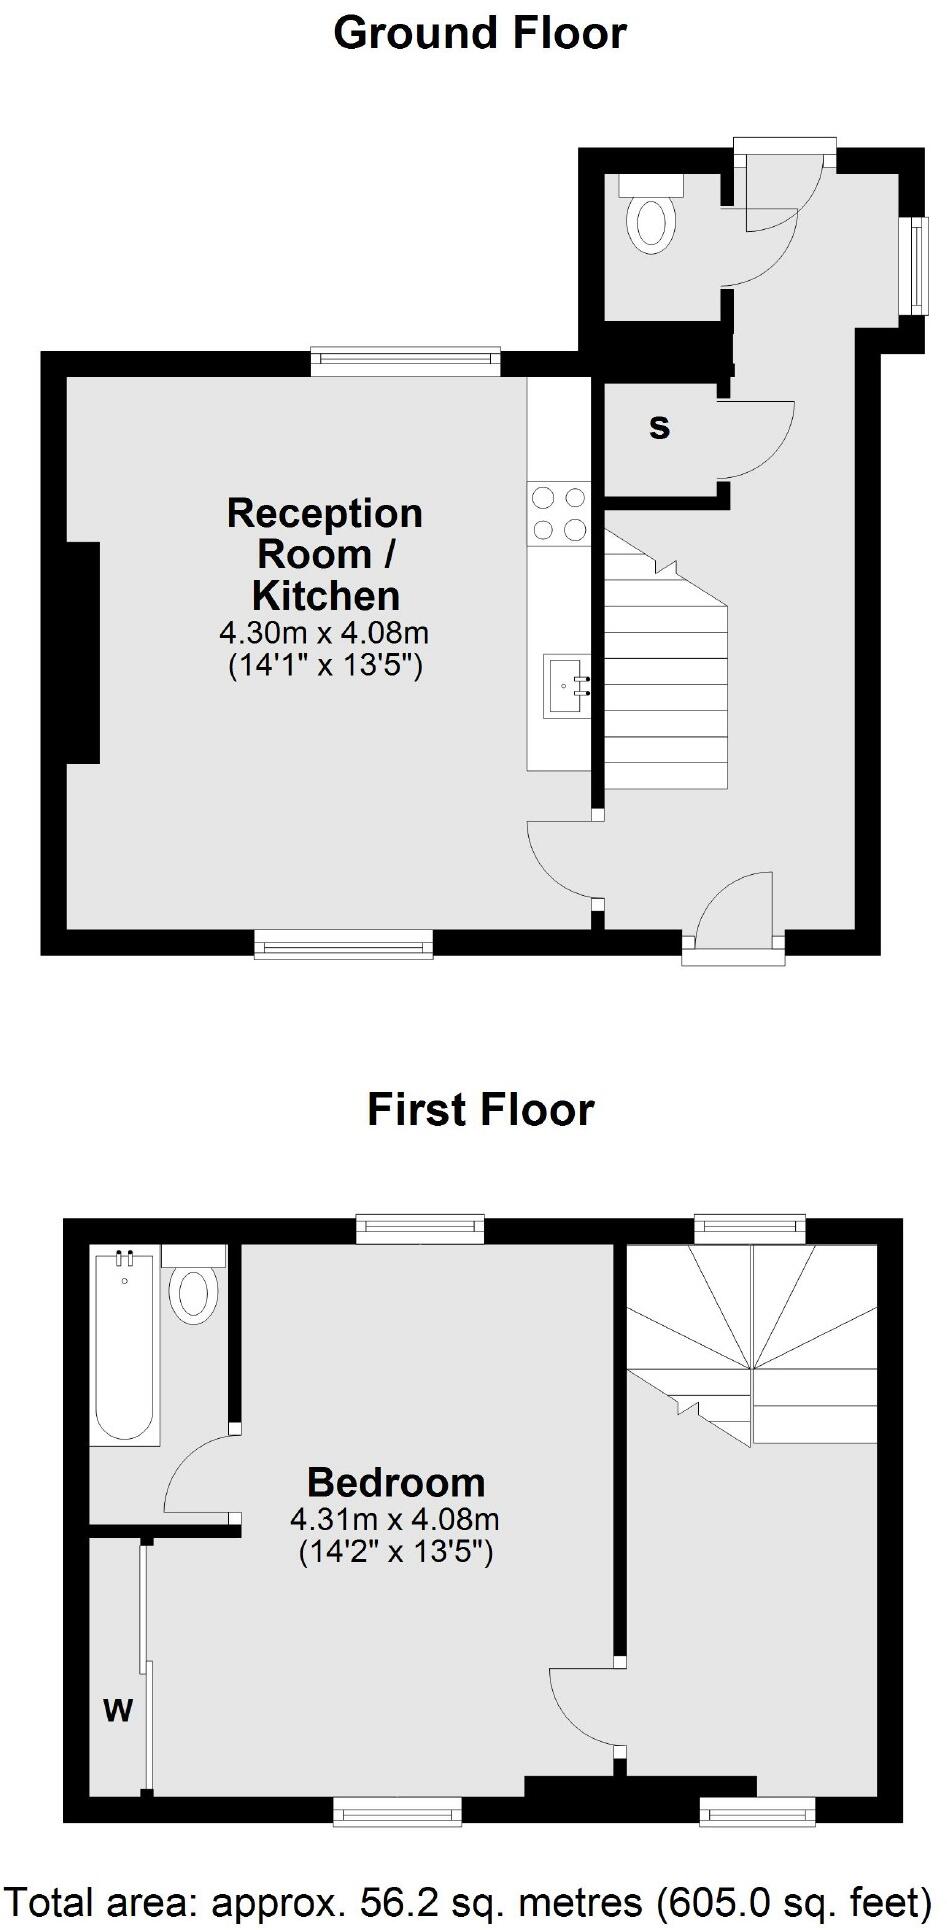 Ground Floor
S
Reception
Room /
Kitchen
4.30m x 4.08m
(14'1" x 13'5")
First Floor
Bedroom
4.31m x 4.08m
(14'2" x 13'5")
W
Total area: approx. 56.2 sq. metres (605.0 sq. feet)